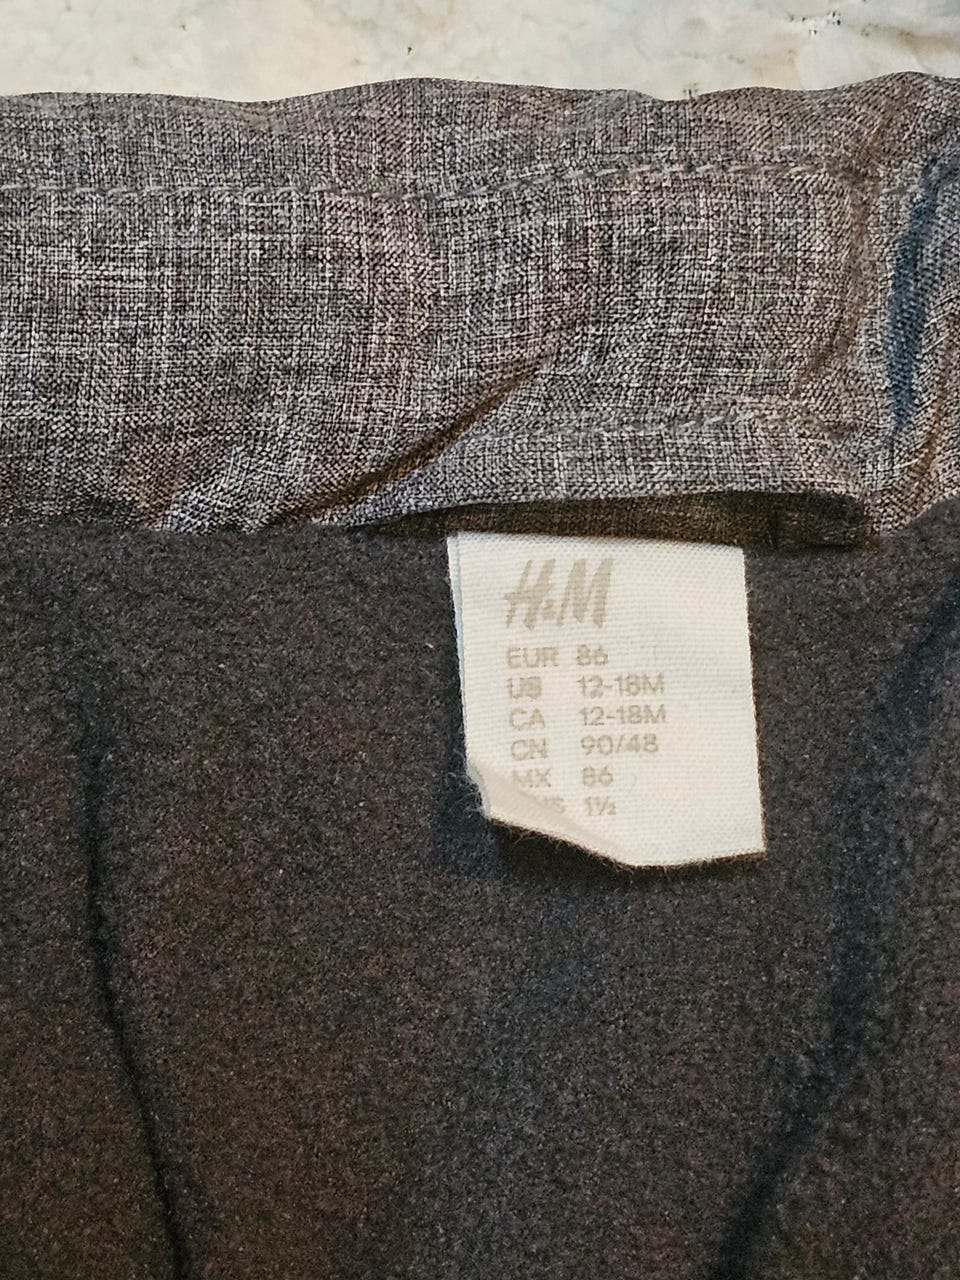 H&M
EUR 86
US 12-18M
CA 12-18M
CN 90/48
MX 86
1½